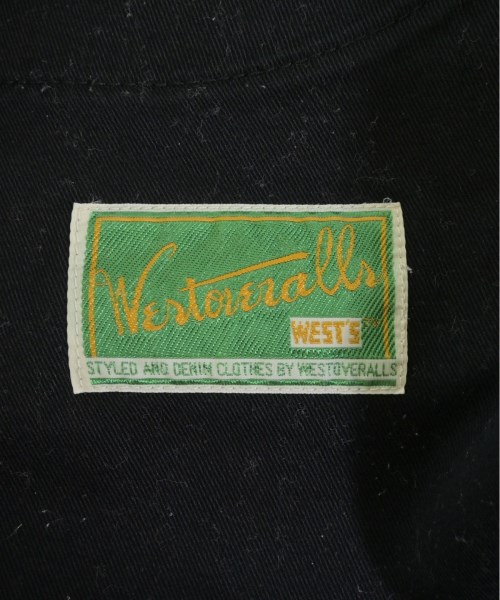 Westoveralls
WEST'S
STYLED AND DENIM CLOTHES BY WESTOVERALLS